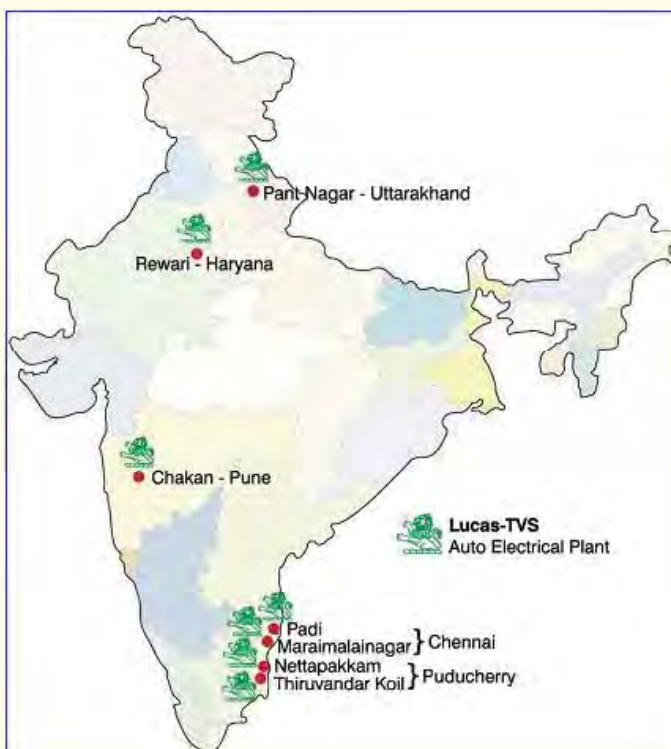 Pant Nagar - Uttarakhand
Rewari - Haryana
Chakan - Pune
Lucas-TVS
Auto Electrical Plant
Padi
Maraimalainagar } Chennai
Nettapakkam
Thiruvandar Koil } Puducherry